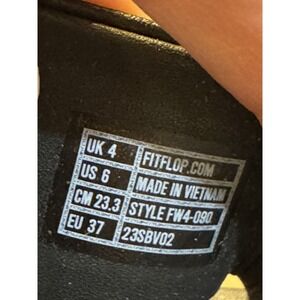 UK 4 FITFLOP.COM
US 6 MADE IN VIETNAM
CM 23.3 STYLE FW4-090
EU 37 23SBV02